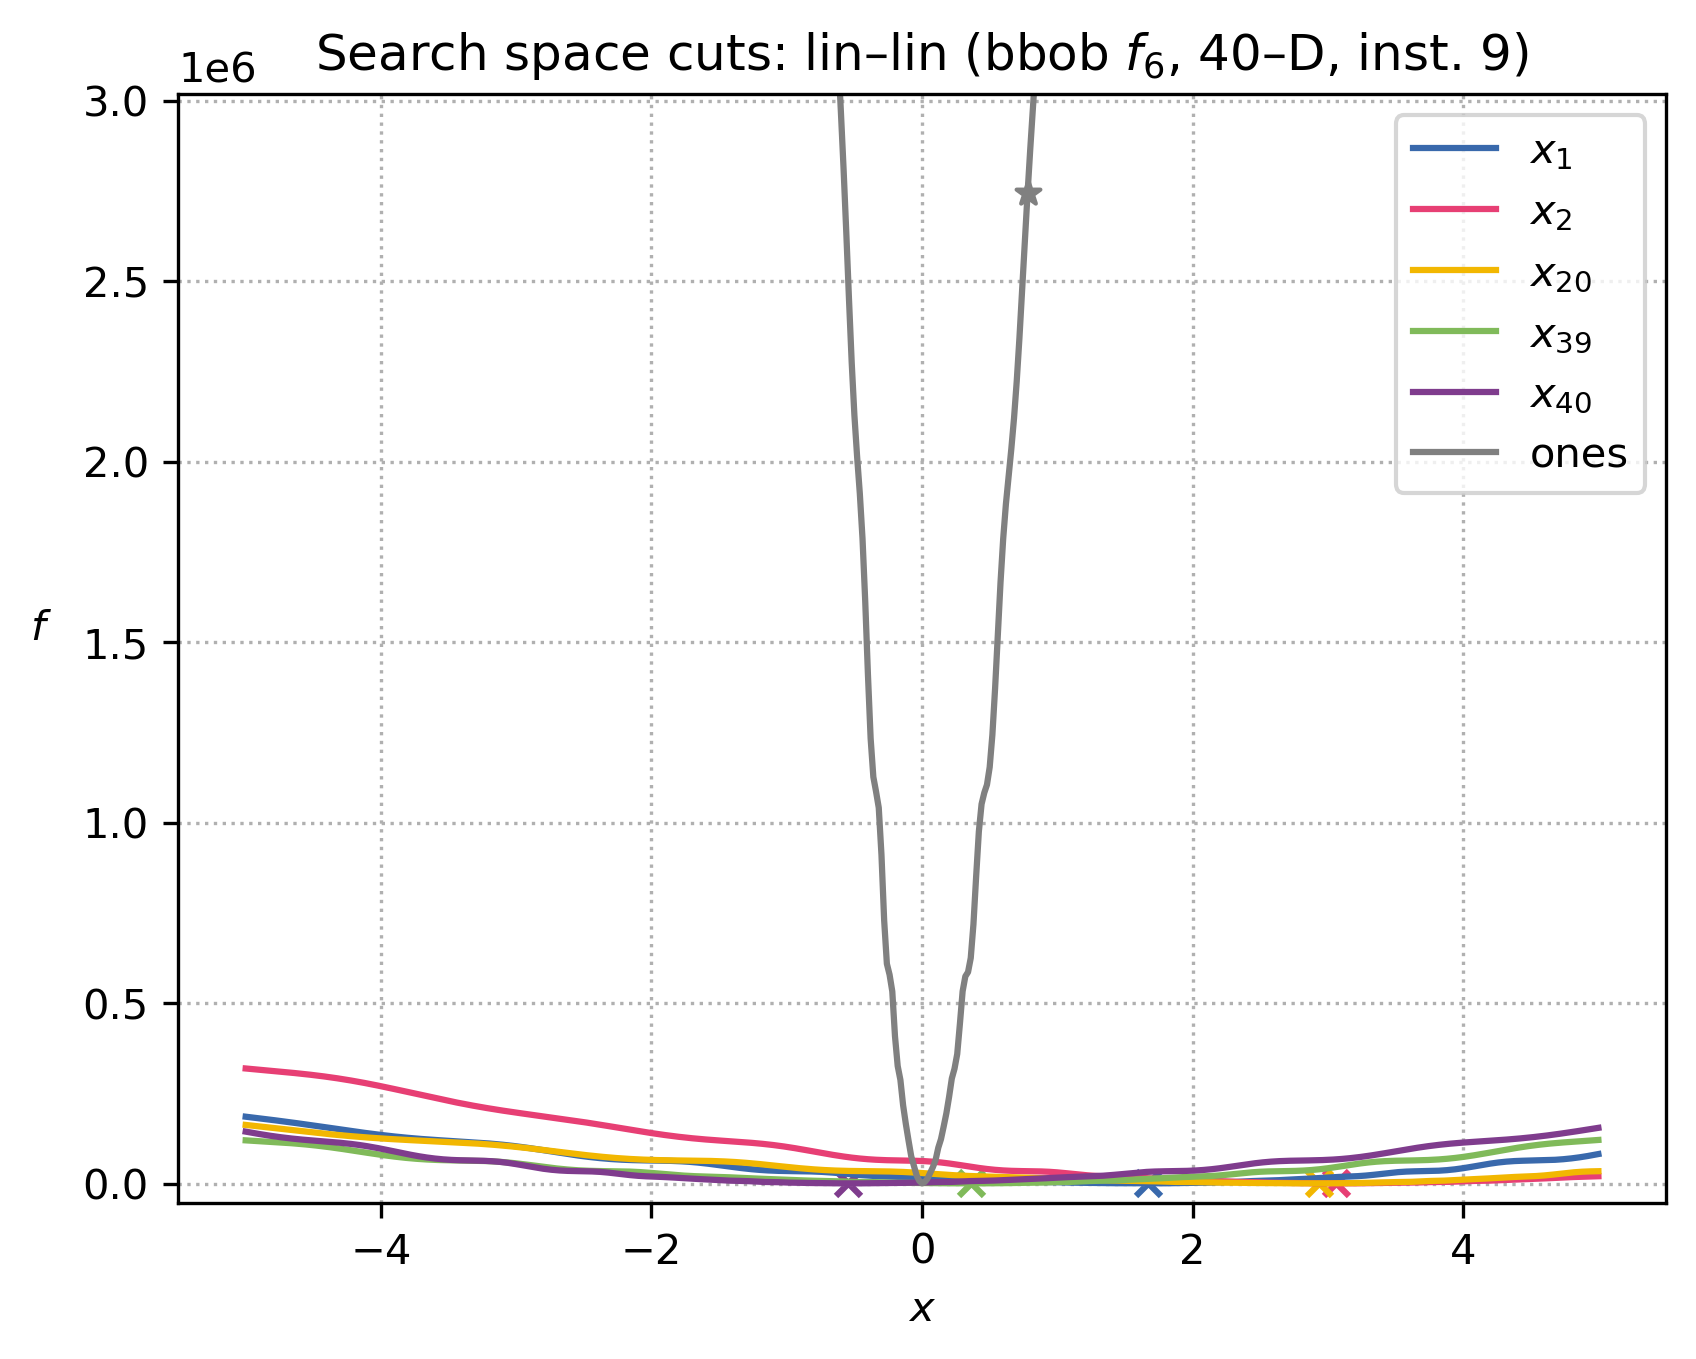 Search space cuts: lin–lin (bbob f6, 40–D, inst. 9)
1e6
3.0
2.5
2.0
1.5
1.0
0.5
0.0
f
−4
−2
0
2
4
x
x1
x2
x20
x39
x40
ones